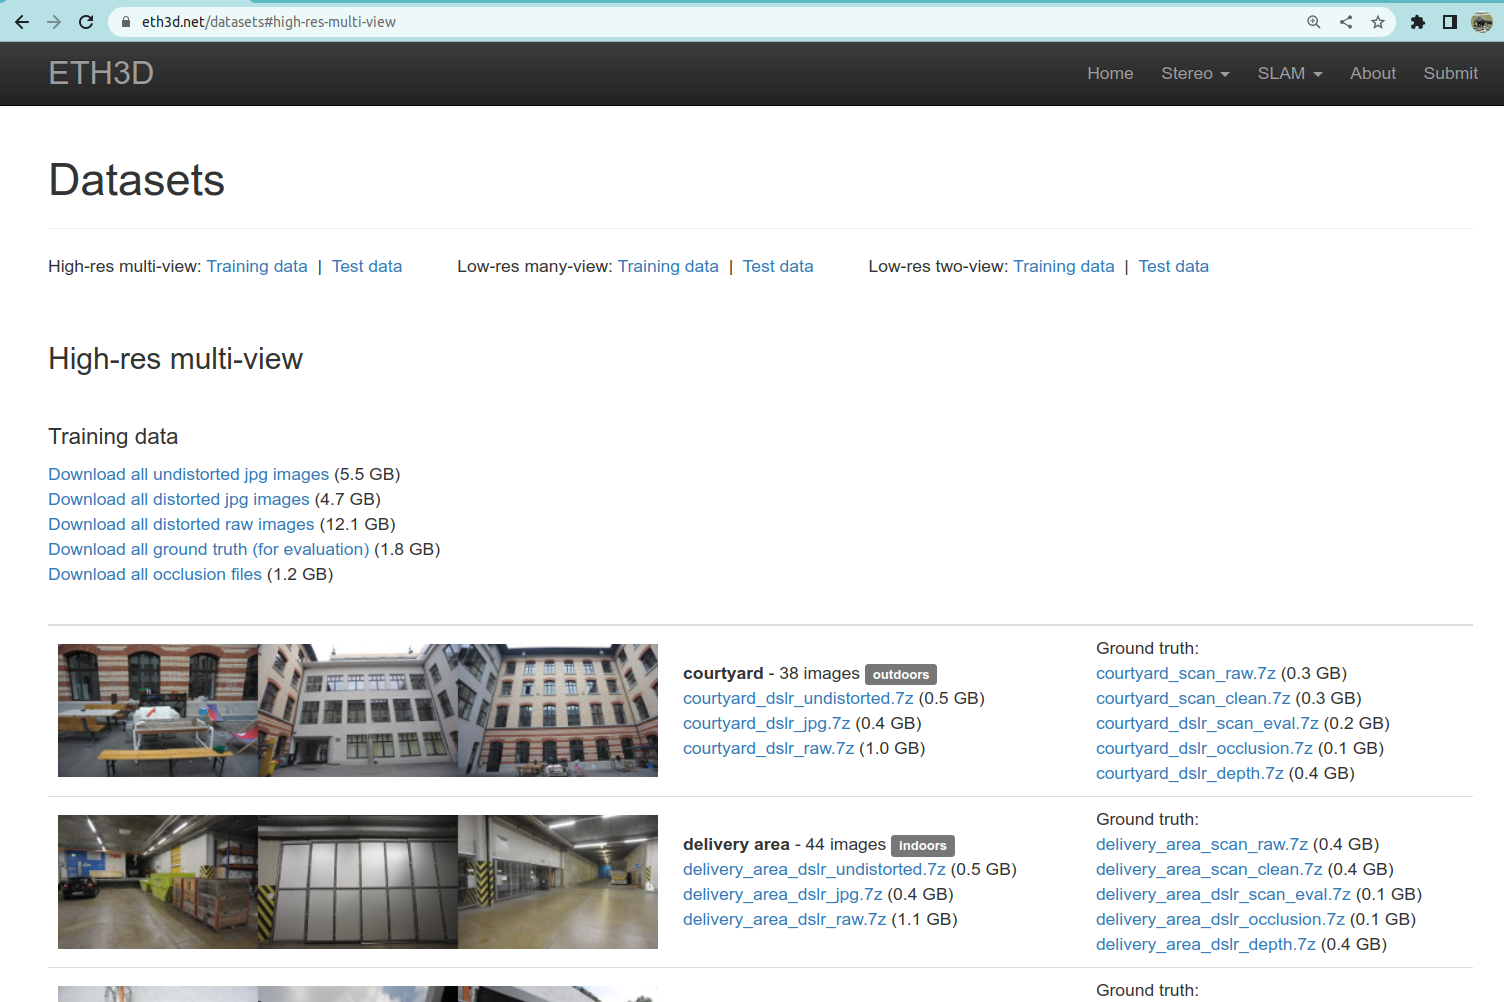 eth3d.net/datasets#high-res-multi-view
ETH3D
Home Stereo SLAM About Submit
Datasets
High-res multi-view: Training data | Test data Low-res many-view: Training data | Test data Low-res two-view: Training data | Test data
High-res multi-view
Training data
Download all undistorted jpg images (5.5 GB)
Download all distorted jpg images (4.7 GB)
Download all distorted raw images (12.1 GB)
Download all ground truth (for evaluation) (1.8 GB)
Download all occlusion files (1.2 GB)
courtyard - 38 images outdoors
courtyard_dslr_undistorted.7z (0.5 GB)
courtyard_dslr_jpg.7z (0.4 GB)
courtyard_dslr_raw.7z (1.0 GB)
Ground truth:
courtyard_scan_raw.7z (0.3 GB)
courtyard_scan_clean.7z (0.3 GB)
courtyard_dslr_scan_eval.7z (0.2 GB)
courtyard_dslr_occlusion.7z (0.1 GB)
courtyard_dslr_depth.7z (0.4 GB)
delivery area - 44 images indoors
delivery_area_dslr_undistorted.7z (0.5 GB)
delivery_area_dslr_jpg.7z (0.4 GB)
delivery_area_dslr_raw.7z (1.1 GB)
Ground truth:
delivery_area_scan_raw.7z (0.4 GB)
delivery_area_scan_clean.7z (0.4 GB)
delivery_area_dslr_scan_eval.7z (0.1 GB)
delivery_area_dslr_occlusion.7z (0.1 GB)
delivery_area_dslr_depth.7z (0.4 GB)
Ground truth: